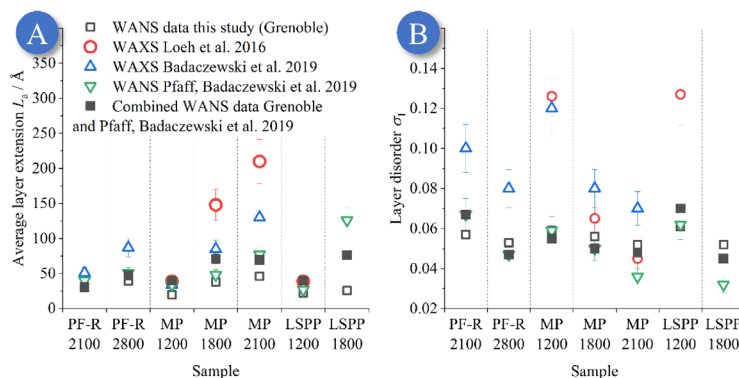 A
WANS data this study (Grenoble)
WAXS Loeh et al. 2016
WAXS Badaczewski et al. 2019
WANS Pfaff, Badaczewski et al. 2019
Combined WANS data Grenoble
and Pfaff, Badaczewski et al. 2019
Average layer extension Lₐ / Å
350
300
250
200
150
100
50
0
PF-R PF-R MP MP MP LSPP LSPP
2100 2800 1200 1800 2100 1200 1800
Sample
B
Layer disorder σ₁
0.14
0.12
0.10
0.08
0.06
0.04
0.02
PF-R PF-R MP MP MP LSPP LSPP
2100 2800 1200 1800 2100 1200 1800
Sample